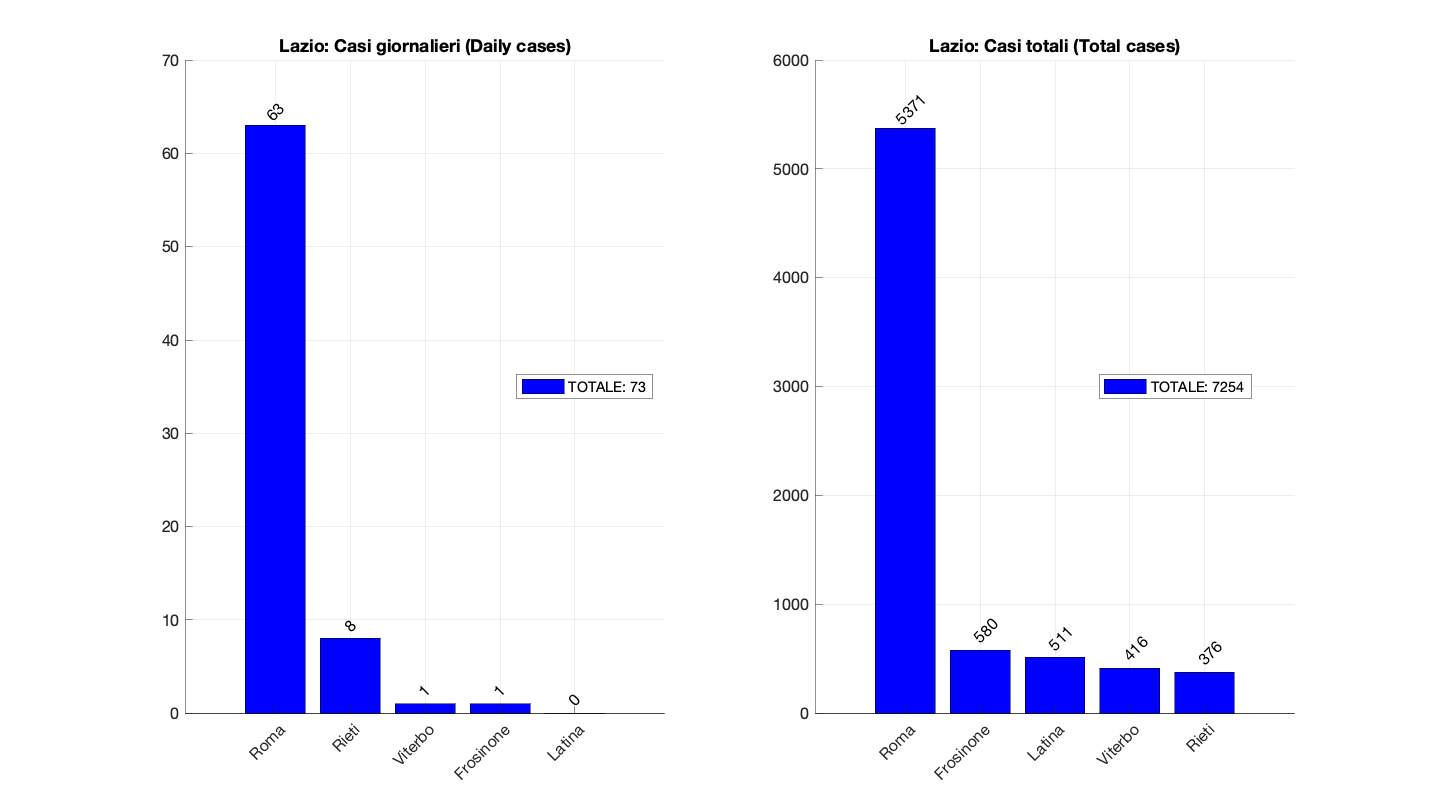 Lazio: Casi giornalieri (Daily cases)
70
60
50
40
30
20
10
0
63
8
1
1
0
TOTALE: 73
Roma
Rieti
Viterbo
Frosinone
Latina
Lazio: Casi totali (Total cases)
6000
5000
4000
3000
2000
1000
0
5371
580
511
416
376
TOTALE: 7254
Roma
Frosinone
Latina
Viterbo
Rieti